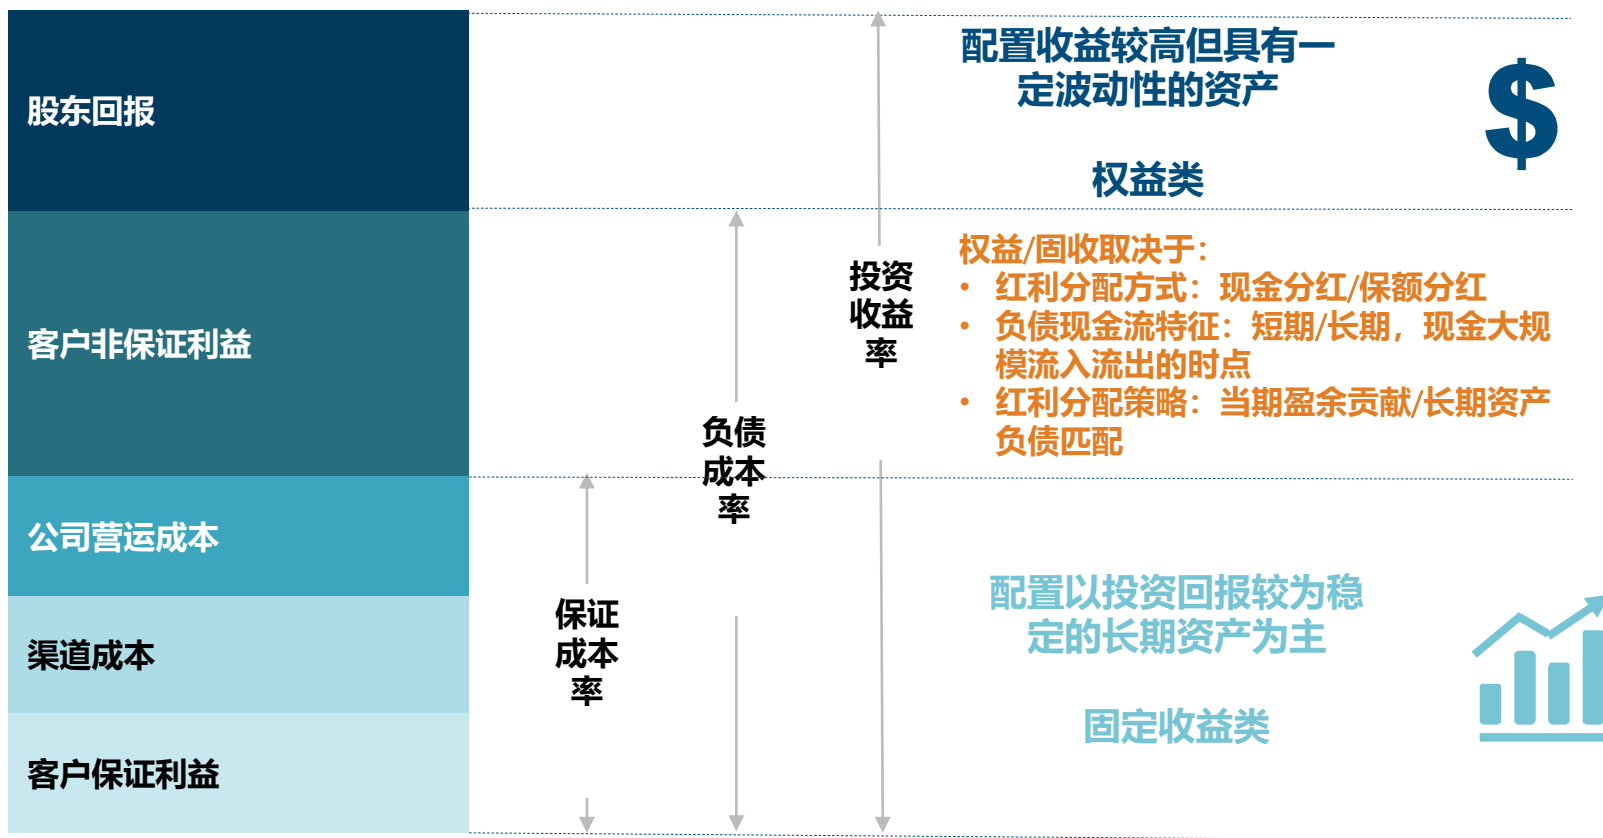 股东回报
客户非保证利益
公司营运成本
渠道成本
客户保证利益
保证
成本
率
负债
成本
率
投资
收益
率
配置收益较高但具有一
定波动性的资产
权益类
$
权益/固收取决于：
• 红利分配方式：现金分红/保额分红
• 负债现金流特征：短期/长期，现金大规
模流入流出的时点
• 红利分配策略：当期盈余贡献/长期资产
负债匹配
配置以投资回报较为稳
定的长期资产为主
固定收益类